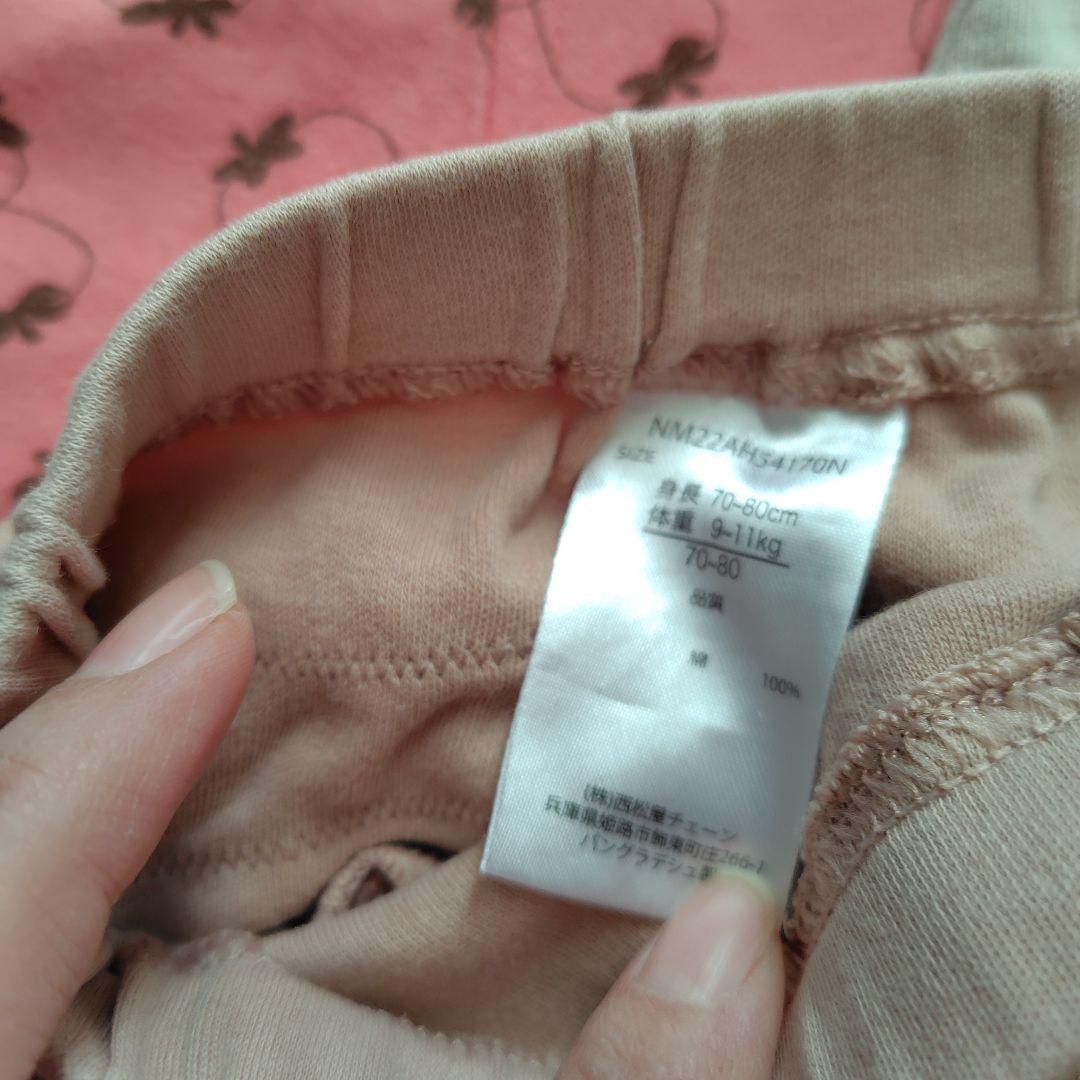 NM22AHS4170N
SIZE
身長 70~80cm
体重 9~11kg
70~80
品質
綿 100%
(株)西松屋チェーン
兵庫県姫路市飾東町庄266-1
バングラデシュ製